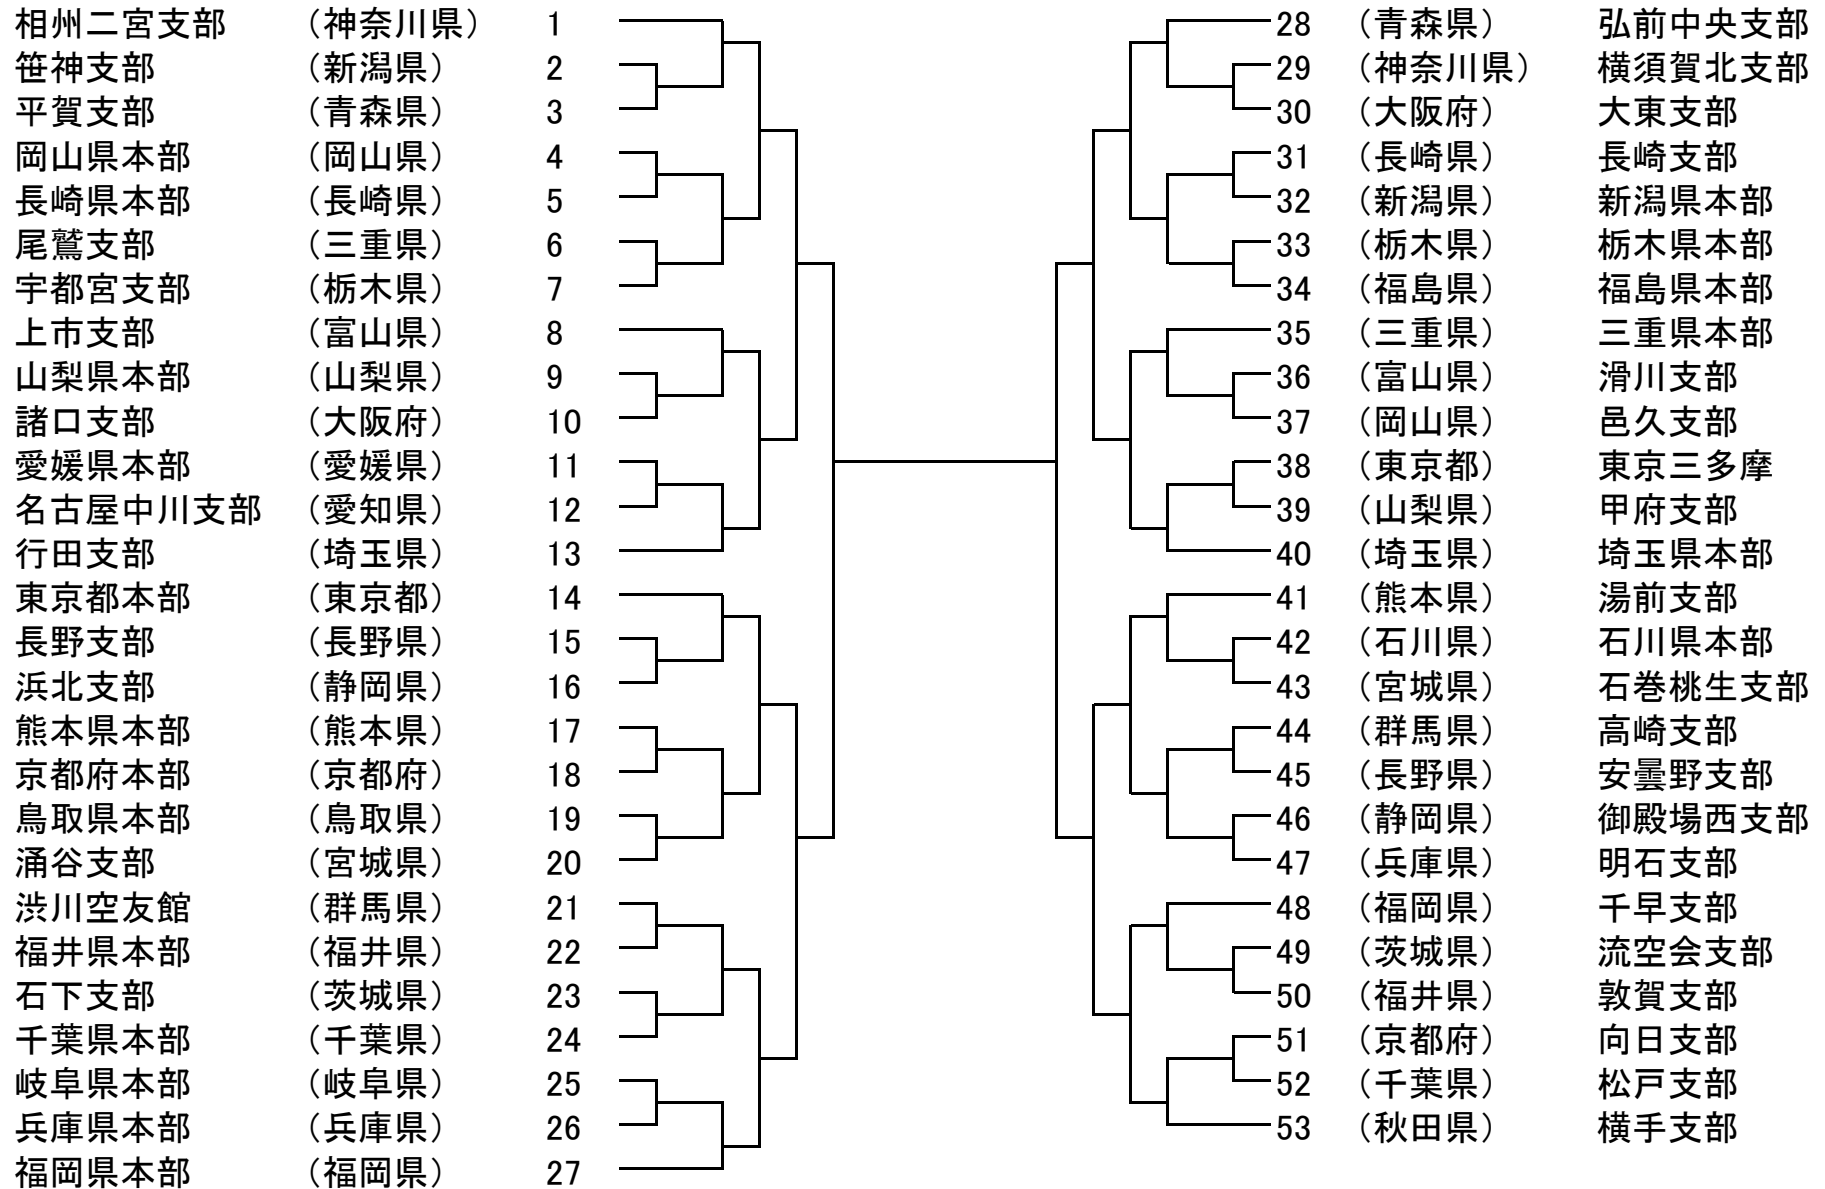 相州二宮支部 （神奈川県） 1
笹神支部 （新潟県） 2
平賀支部 （青森県） 3
岡山県本部 （岡山県） 4
長崎県本部 （長崎県） 5
尾鷲支部 （三重県） 6
宇都宮支部 （栃木県） 7
上市支部 （富山県） 8
山梨県本部 （山梨県） 9
諸口支部 （大阪府） 10
愛媛県本部 （愛媛県） 11
名古屋中川支部 （愛知県） 12
行田支部 （埼玉県） 13
東京都本部 （東京都） 14
長野支部 （長野県） 15
浜北支部 （静岡県） 16
熊本県本部 （熊本県） 17
京都府本部 （京都府） 18
鳥取県本部 （鳥取県） 19
涌谷支部 （宮城県） 20
渋川空友館 （群馬県） 21
福井県本部 （福井県） 22
石下支部 （茨城県） 23
千葉県本部 （千葉県） 24
岐阜県本部 （岐阜県） 25
兵庫県本部 （兵庫県） 26
福岡県本部 （福岡県） 27
28 （青森県） 弘前中央支部
29 （神奈川県） 横須賀北支部
30 （大阪府） 大東支部
31 （長崎県） 長崎支部
32 （新潟県） 新潟県本部
33 （栃木県） 栃木県本部
34 （福島県） 福島県本部
35 （三重県） 三重県本部
36 （富山県） 滑川支部
37 （岡山県） 邑久支部
38 （東京都） 東京三多摩
39 （山梨県） 甲府支部
40 （埼玉県） 埼玉県本部
41 （熊本県） 湯前支部
42 （石川県） 石川県本部
43 （宮城県） 石巻桃生支部
44 （群馬県） 高崎支部
45 （長野県） 安曇野支部
46 （静岡県） 御殿場西支部
47 （兵庫県） 明石支部
48 （福岡県） 千早支部
49 （茨城県） 流空会支部
50 （福井県） 敦賀支部
51 （京都府） 向日支部
52 （千葉県） 松戸支部
53 （秋田県） 横手支部